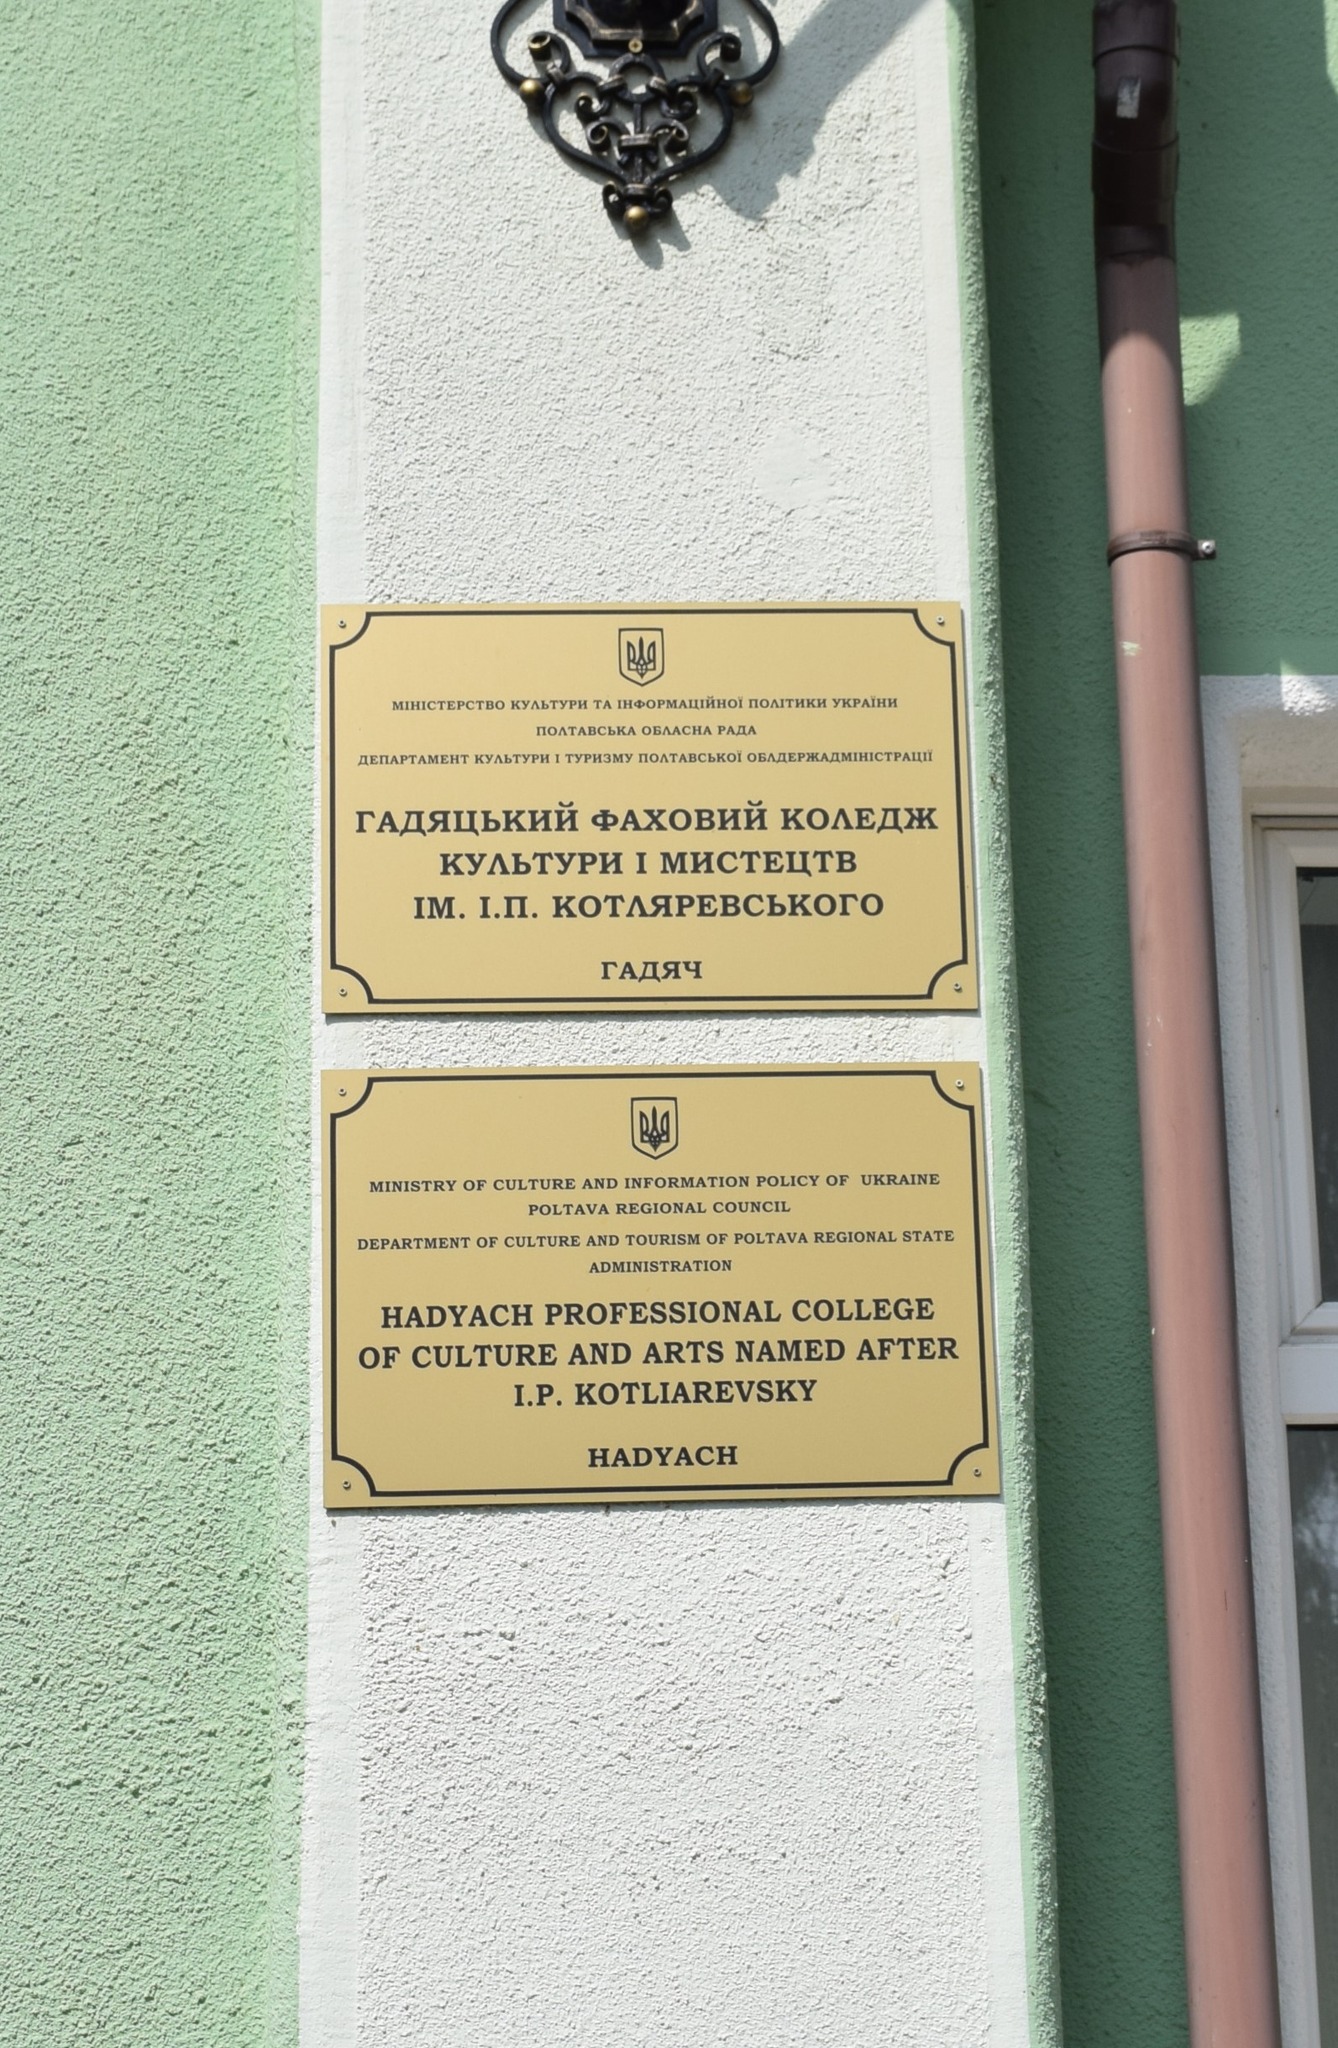 МІНІСТЕРСТВО КУЛЬТУРИ ТА ІНФОРМАЦІЙНОЇ ПОЛІТИКИ УКРАЇНИ
ПОЛТАВСЬКА ОБЛАСНА РАДА
ДЕПАРТАМЕНТ КУЛЬТУРИ І ТУРИЗМУ ПОЛТАВСЬКОЇ ОБЛДЕРЖАДМІНІСТРАЦІЇ
ГАДЯЦЬКИЙ ФАХОВИЙ КОЛЕДЖ
КУЛЬТУРИ І МИСТЕЦТВ
ІМ. І.П. КОТЛЯРЕВСЬКОГО
ГАДЯЧ
MINISTRY OF CULTURE AND INFORMATION POLICY OF UKRAINE
POLTAVA REGIONAL COUNCIL
DEPARTMENT OF CULTURE AND TOURISM OF POLTAVA REGIONAL STATE
ADMINISTRATION
HADYACH PROFESSIONAL COLLEGE
OF CULTURE AND ARTS NAMED AFTER
I.P. KOTLIAREVSKY
HADYACH